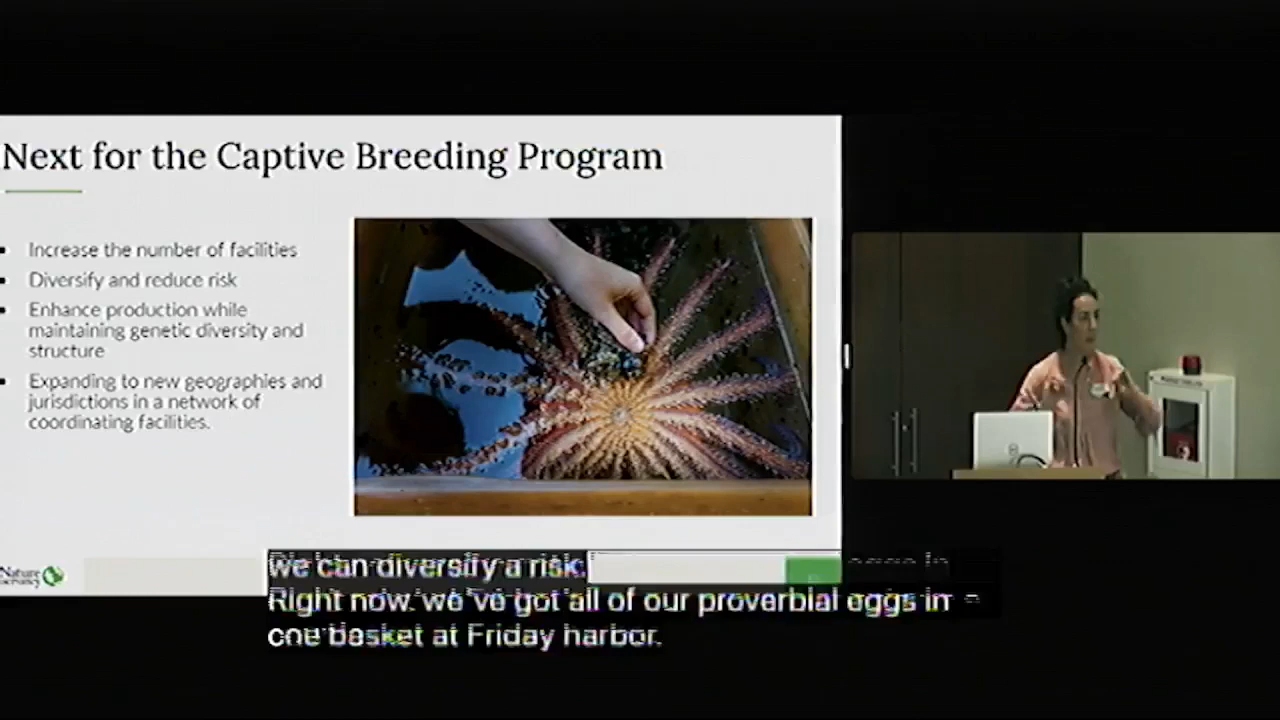 Next for the Captive Breeding Program
Increase the number of facilities
Diversify and reduce risk
Enhance production while
maintaining genetic diversity and
structure
Expanding to new geographies and
jurisdictions in a network of
coordinating facilities.
Nature
we can diversify a risk.
Right now. we've got all of our proverbial eggs in
one basket at Friday harbor.